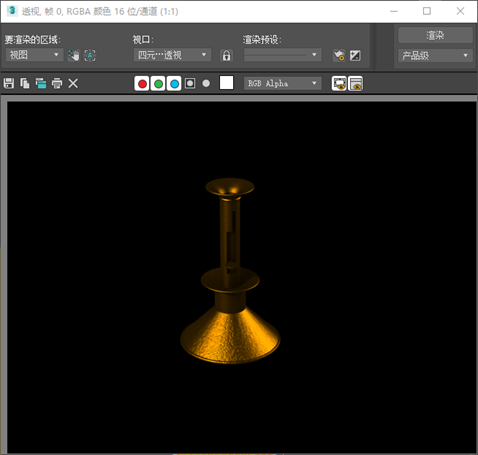 3 透视, 帧 0, RGBA 颜色 16 位/通道 (1:1)
要渲染的区域: 视口: 渲染预设: 渲染
视图 四元…透视 产品级
RGB Alpha